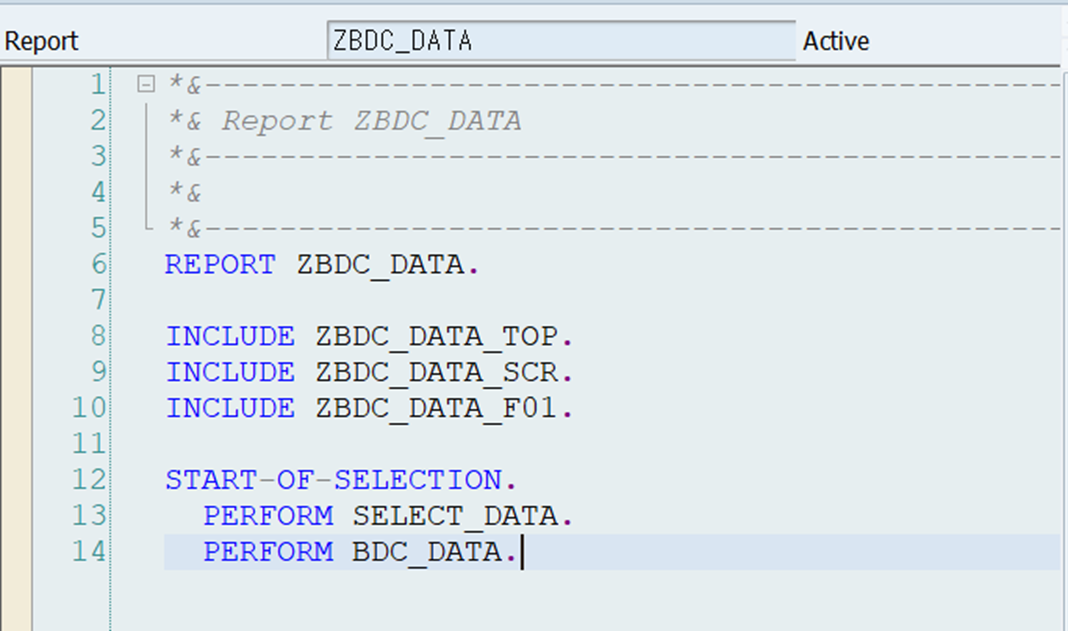 Report ZBDC_DATA Active
1 *&---------------------------------------------
2 *& Report ZBDC_DATA
3 *&---------------------------------------------
4 *&
5 *&---------------------------------------------
6 REPORT ZBDC_DATA.
7
8 INCLUDE ZBDC_DATA_TOP.
9 INCLUDE ZBDC_DATA_SCR.
10 INCLUDE ZBDC_DATA_F01.
11
12 START-OF-SELECTION.
13 PERFORM SELECT_DATA.
14 PERFORM BDC_DATA.